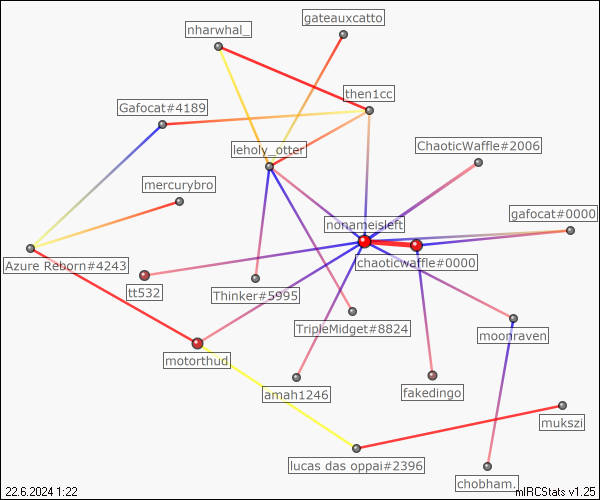 gateauxcatto
nharwhal_
then1cc
Gafocat#4189
ChaoticWaffle#2006
leholy_otter
mercurybro
gafocat#0000
nonameisleft
chaoticwaffle#0000
Azure Reborn#4243
tt532
Thinker#5995
TripleMidget#8824
moonraven
motorthud
amah1246
fakedingo
mukszi
lucas das oppai#2396
chobham.
22.6.2024 1:22
mIRCStats v1.25